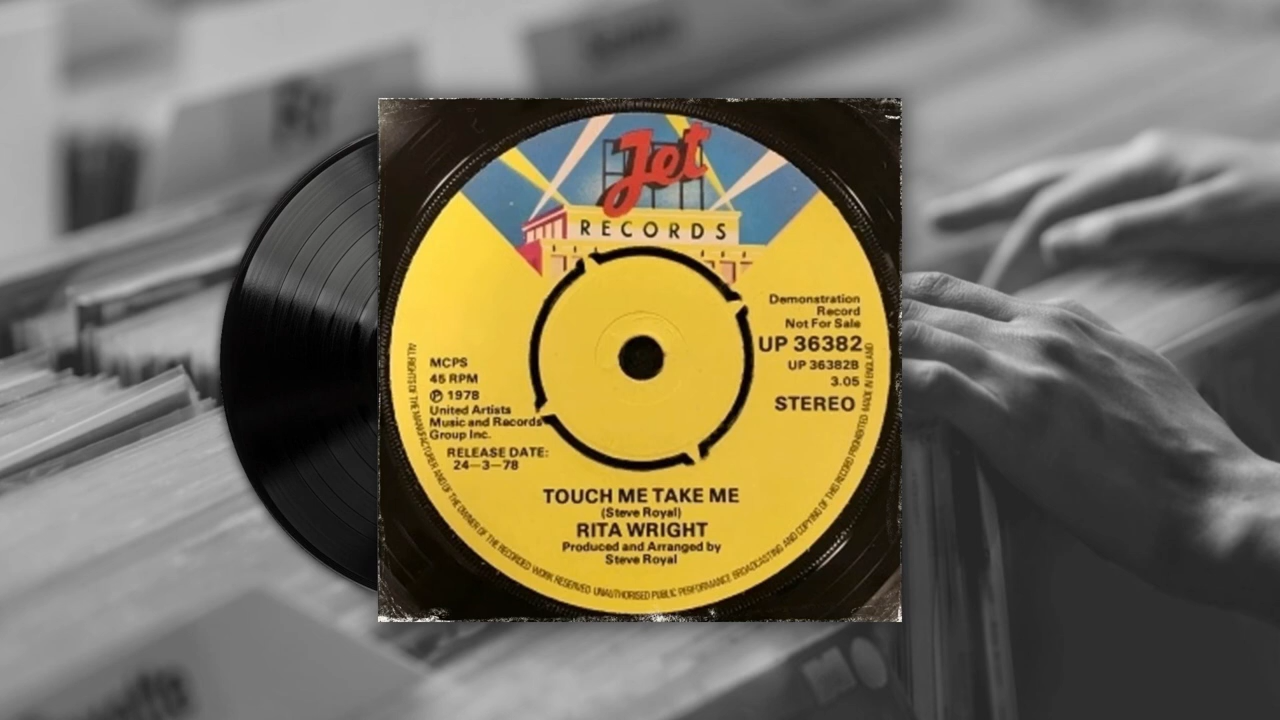 Jet
RECORDS
Demonstration
Record
Not For Sale
UP 36382
UP 36382B
3.05
STEREO
MCPS
45 RPM
Ⓟ 1978
United Artists
Music and Records
Group Inc.
RELEASE DATE:
24—3—78
TOUCH ME TAKE ME
(Steve Royal)
RITA WRIGHT
Produced and Arranged by
Steve Royal
ALL RIGHTS OF THE MANUFACTURER AND OF THE OWNER OF THE RECORDED WORK RESERVED UNAUTHORISED PUBLIC PERFORMANCE BROADCASTING AND COPYING OF THIS RECORD PROHIBITED MADE IN ENGLAND